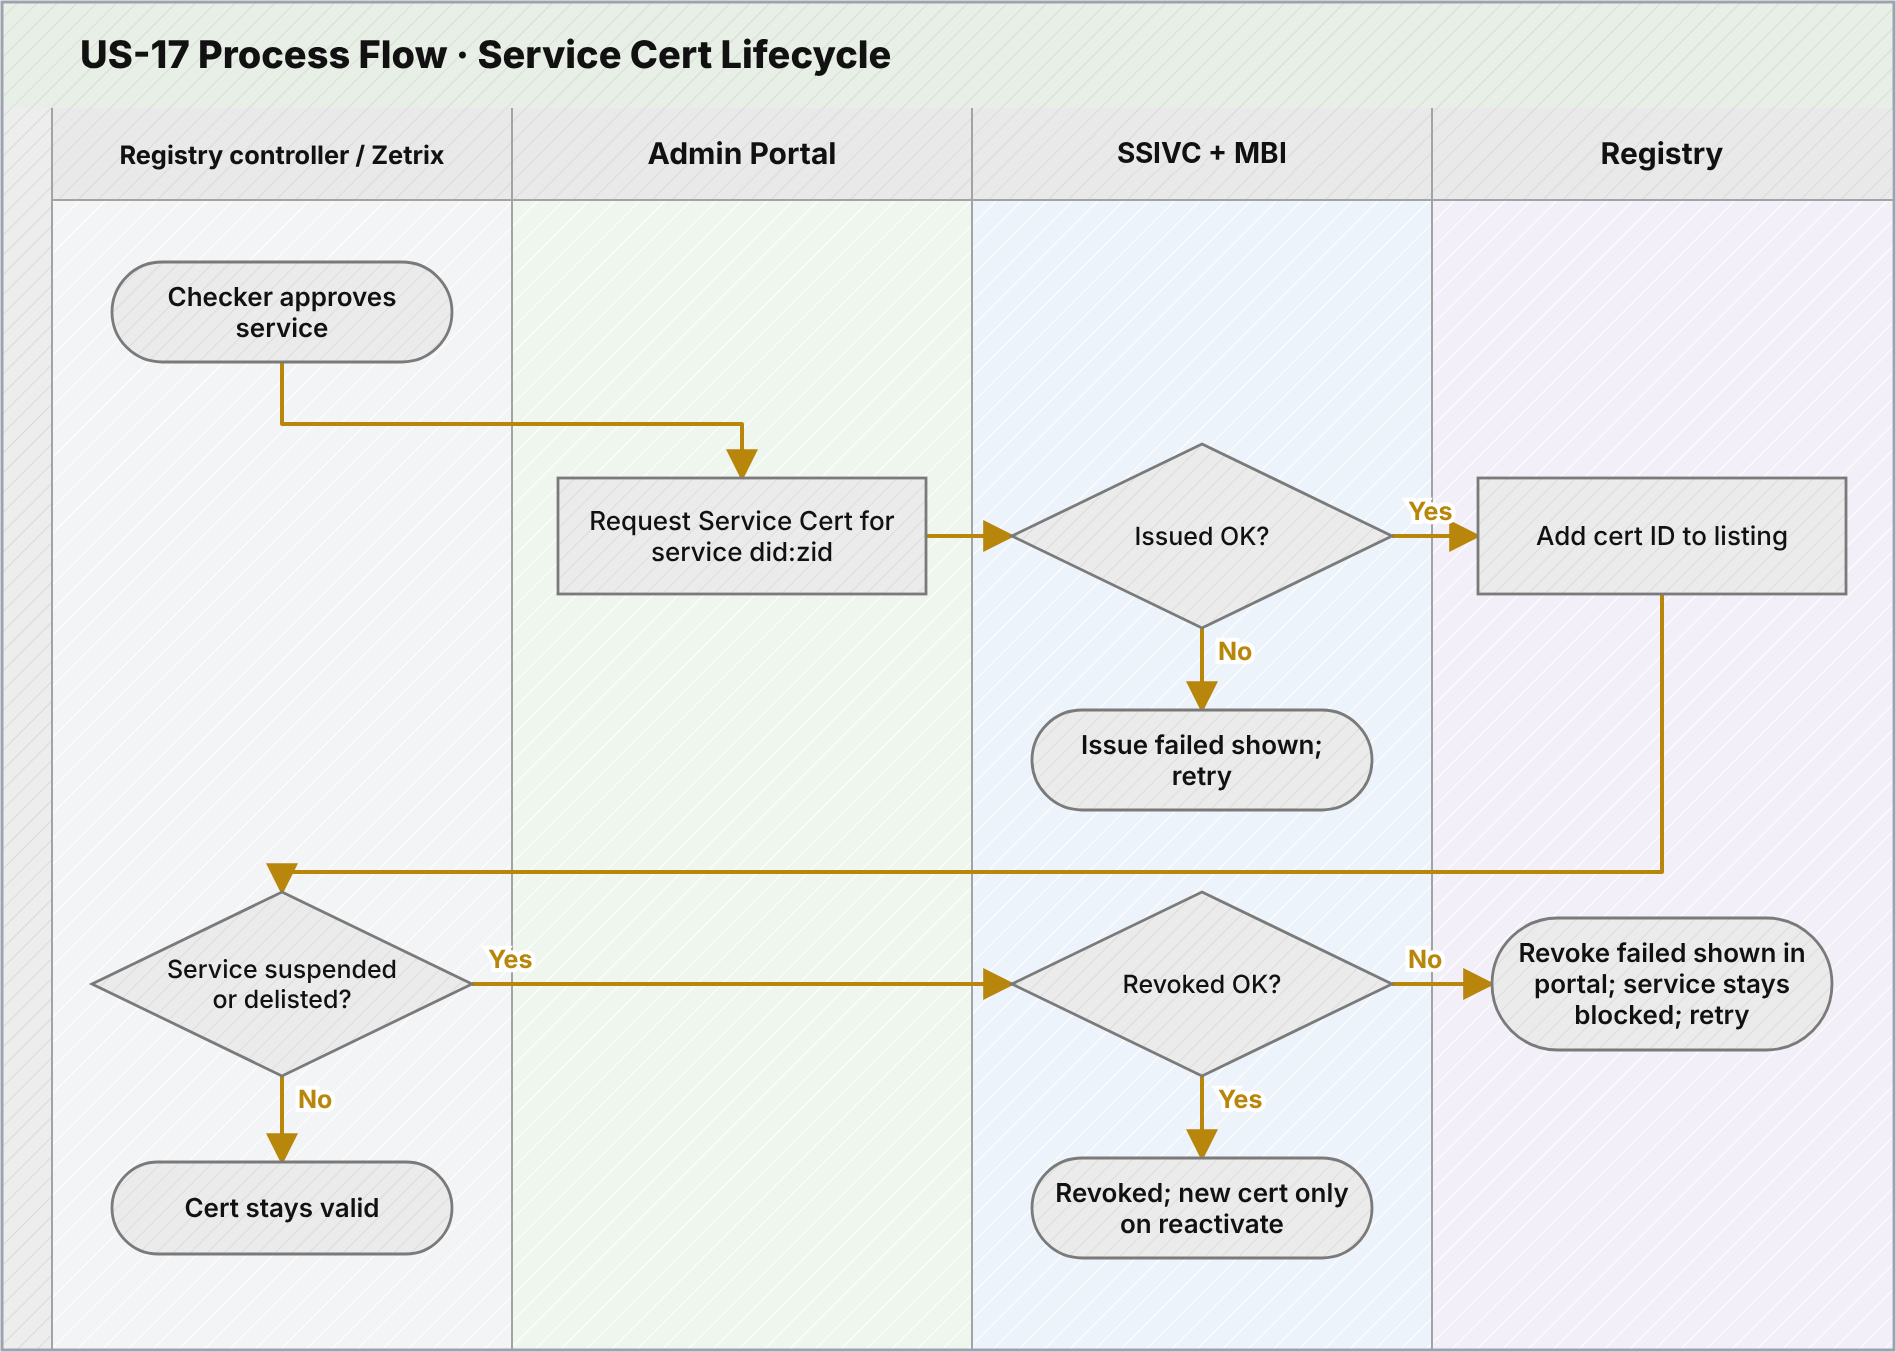 US-17 Process Flow · Service Cert Lifecycle
Registry controller / Zetrix
Admin Portal
SSIVC + MBI
Registry
Checker approves
service
Request Service Cert for
service did:zid
Issued OK?
Yes
Add cert ID to listing
No
Issue failed shown;
retry
Service suspended
or delisted?
Yes
Revoked OK?
No
Revoke failed shown in
portal; service stays
blocked; retry
No
Cert stays valid
Yes
Revoked; new cert only
on reactivate